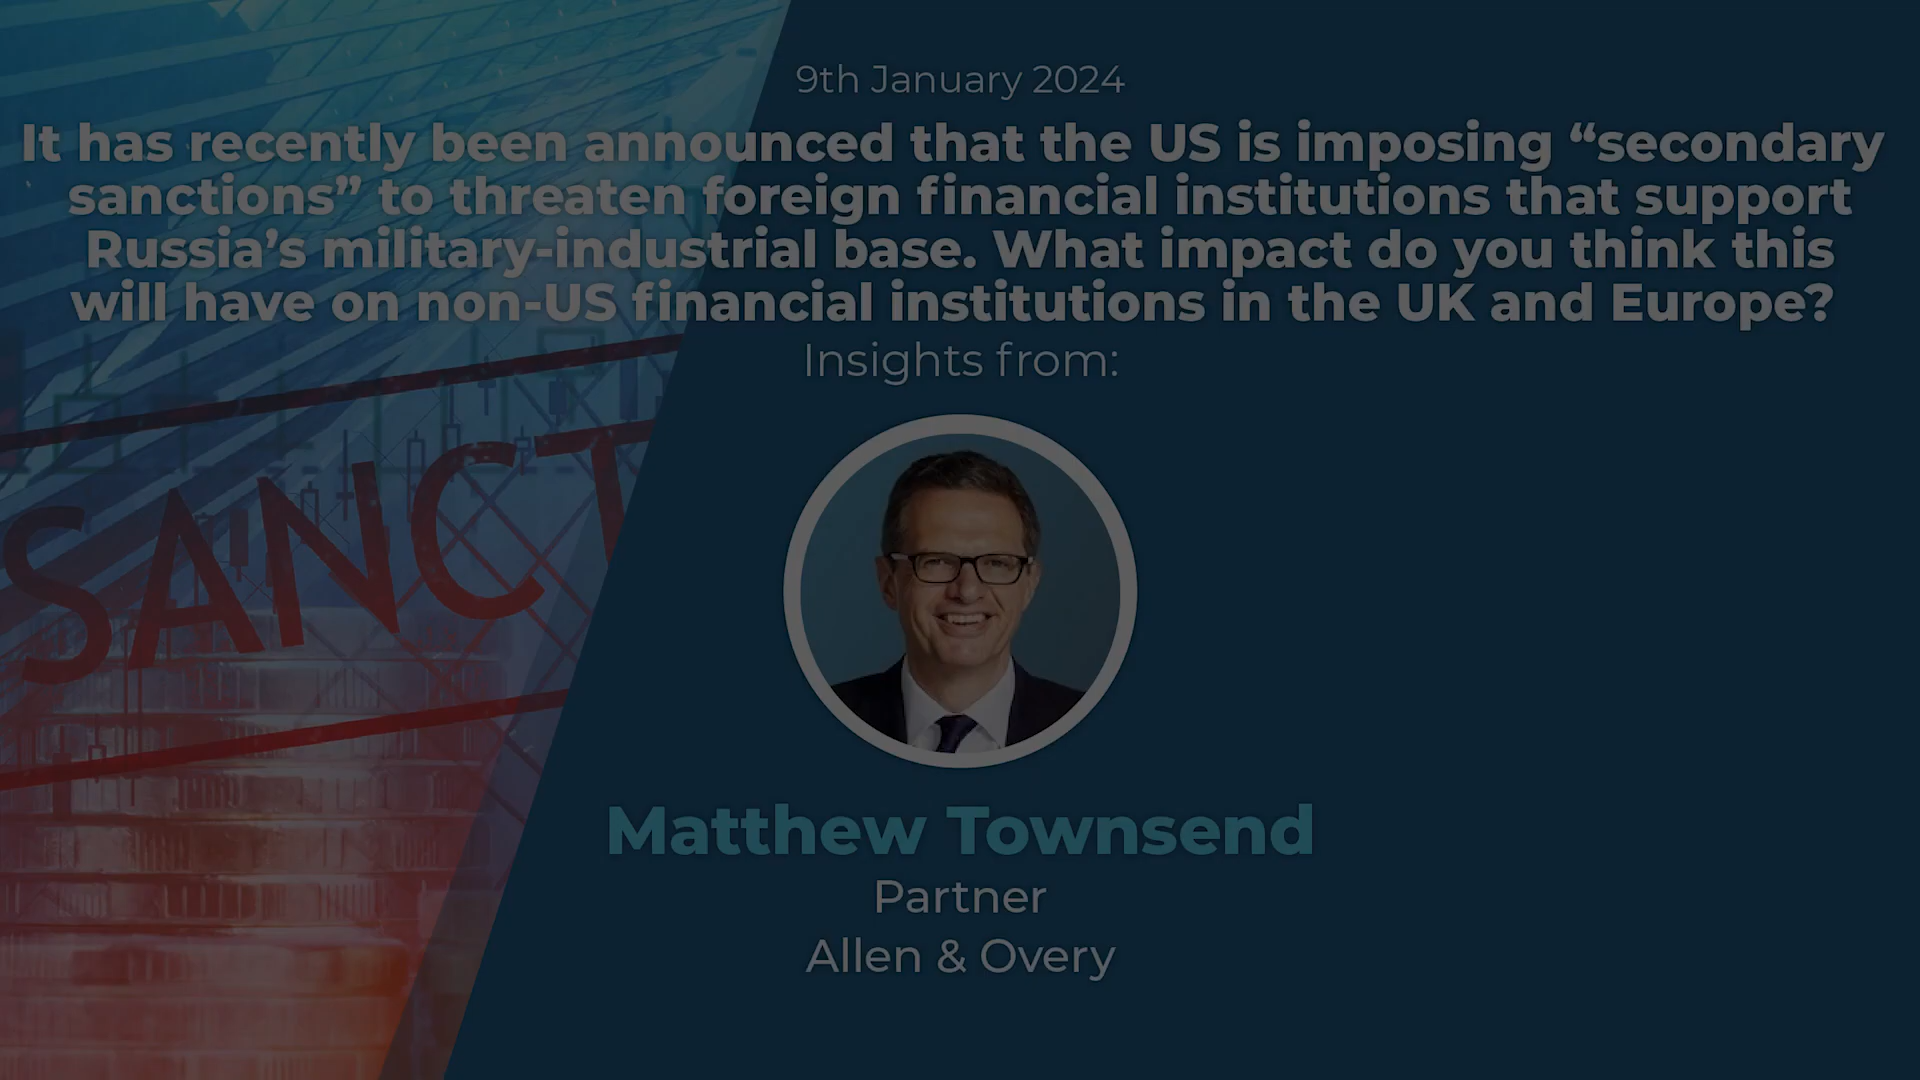 9th January 2024
It has recently been announced that the US is imposing “secondary
sanctions” to threaten foreign financial institutions that support
Russia’s military-industrial base. What impact do you think this
will have on non-US financial institutions in the UK and Europe?
Insights from:
SANCT
Matthew Townsend
Partner
Allen & Overy